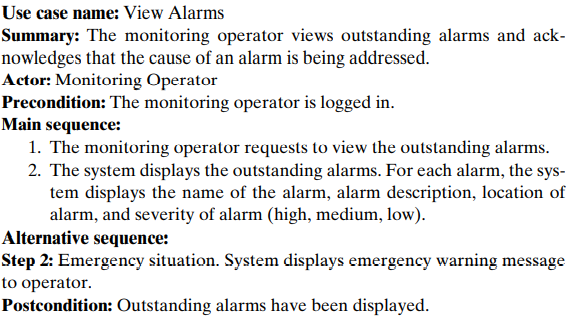 Use case name: View Alarms
Summary: The monitoring operator views outstanding alarms and ack-
nowledges that the cause of an alarm is being addressed.
Actor: Monitoring Operator
Precondition: The monitoring operator is logged in.
Main sequence:
1. The monitoring operator requests to view the outstanding alarms.
2. The system displays the outstanding alarms. For each alarm, the sys-
tem displays the name of the alarm, alarm description, location of
alarm, and severity of alarm (high, medium, low).
Alternative sequence:
Step 2: Emergency situation. System displays emergency warning message
to operator.
Postcondition: Outstanding alarms have been displayed.